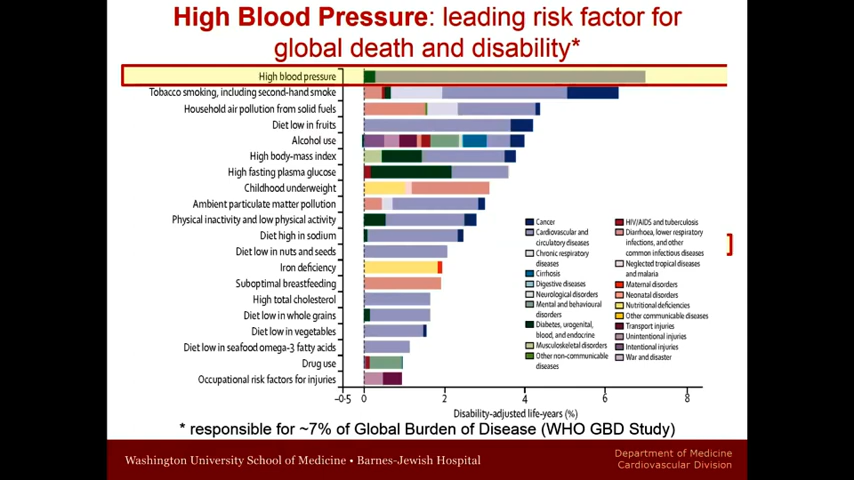 High Blood Pressure: leading risk factor for
global death and disability*
High blood pressure
Tobacco smoking, including second-hand smoke
Household air pollution from solid fuels
Diet low in fruits
Alcohol use
High body-mass index
High fasting plasma glucose
Childhood underweight
Ambient particulate matter pollution
Physical inactivity and low physical activity
Diet high in sodium
Diet low in nuts and seeds
Iron deficiency
Suboptimal breastfeeding
High total cholesterol
Diet low in whole grains
Diet low in vegetables
Diet low in seafood omega-3 fatty acids
Drug use
Occupational risk factors for injuries
Cancer
Cardiovascular and
circulatory diseases
Chronic respiratory
diseases
Cirrhosis
Digestive diseases
Neurological disorders
Mental and behavioural
disorders
Diabetes, urogenital,
blood, and endocrine
Musculoskeletal disorders
Other non-communicable
diseases
HIV/AIDS and tuberculosis
Diarrhoea, lower respiratory
infections, and other
common infectious diseases
Neglected tropical diseases
and malaria
Maternal disorders
Neonatal disorders
Nutritional deficiencies
Other communicable diseases
Transport injuries
Unintentional injuries
Intentional injuries
War and disaster
–0·5 0 2 4 6 8
Disability-adjusted life-years (%)
* responsible for ~7% of Global Burden of Disease (WHO GBD Study)
Washington University School of Medicine • Barnes-Jewish Hospital
Department of Medicine
Cardiovascular Division